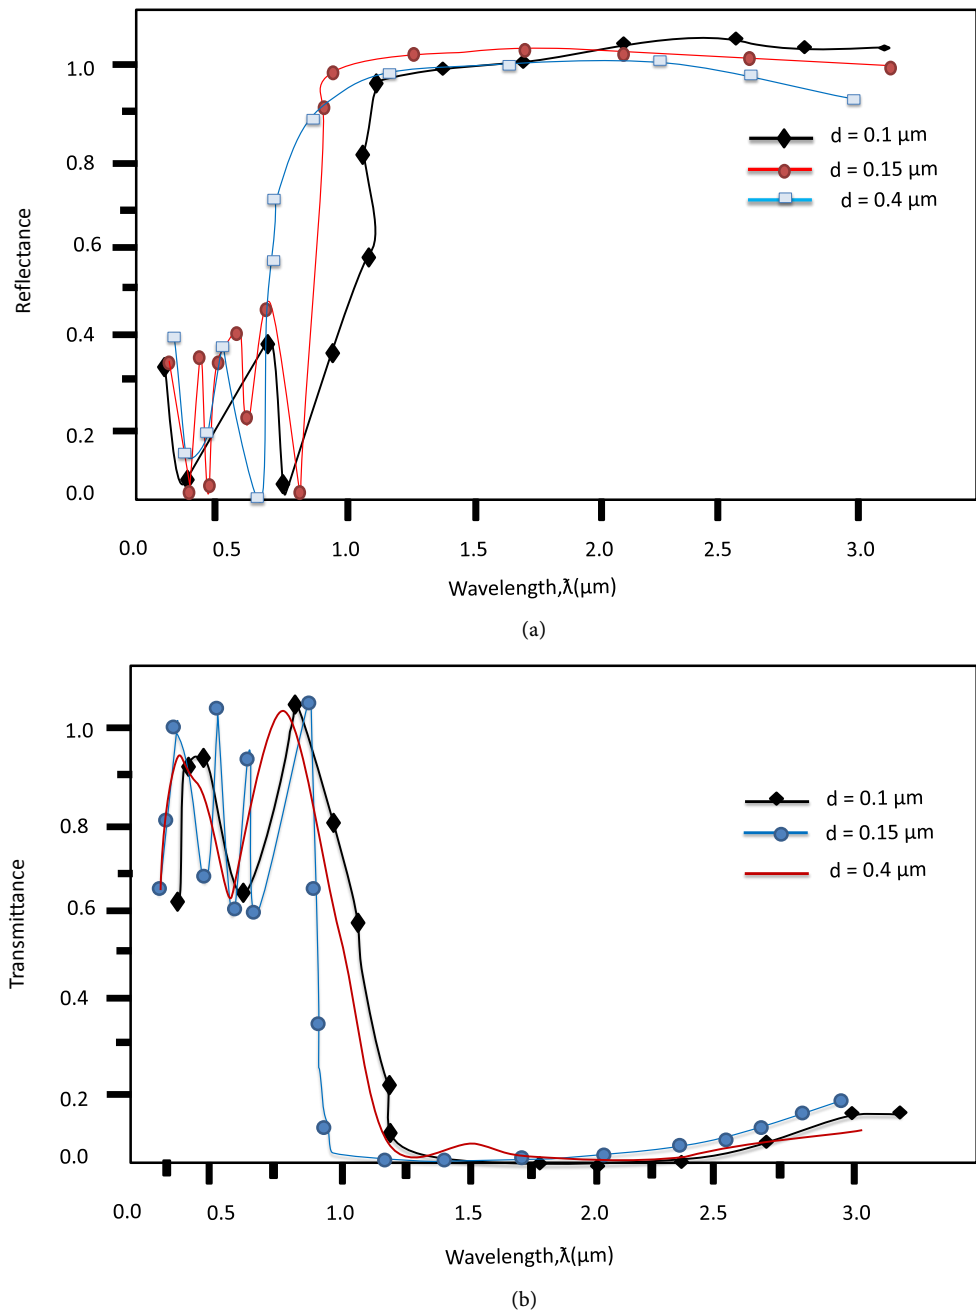 1.0
0.8
0.6
0.4
0.2
0.0
Reflectance
d = 0.1 μm
d = 0.15 μm
d = 0.4 μm
0.0 0.5 1.0 1.5 2.0 2.5 3.0
Wavelength,ƛ(μm)
(a)
1.0
0.8
0.6
0.4
0.2
0.0
Transmittance
d = 0.1 μm
d = 0.15 μm
d = 0.4 μm
0.0 0.5 1.0 1.5 2.0 2.5 3.0
Wavelength,ƛ(μm)
(b)